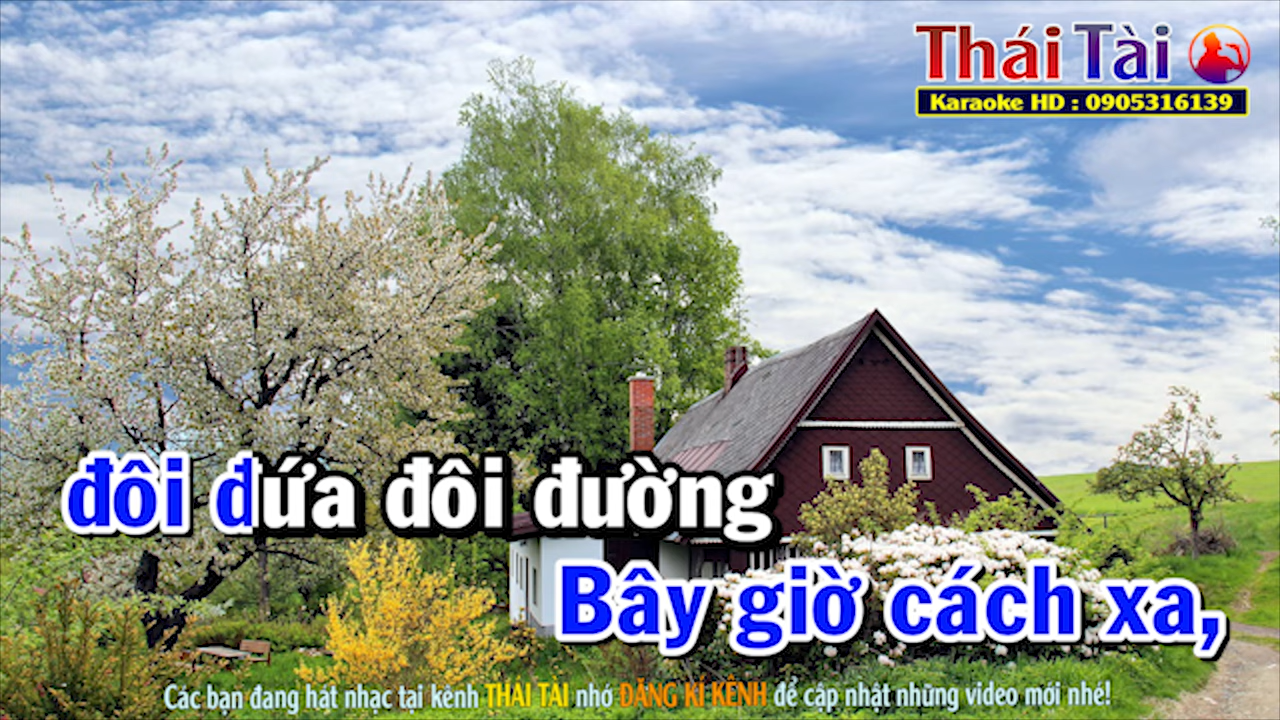 Thái Tài
Karaoke HD : 0905316139
đôi đứa đôi đường
Bây giờ cách xa,
Các bạn đang hát nhạc tại kênh THÁI TÀI nhớ ĐĂNG KÍ KÊNH để cập nhật những video mới nhé!